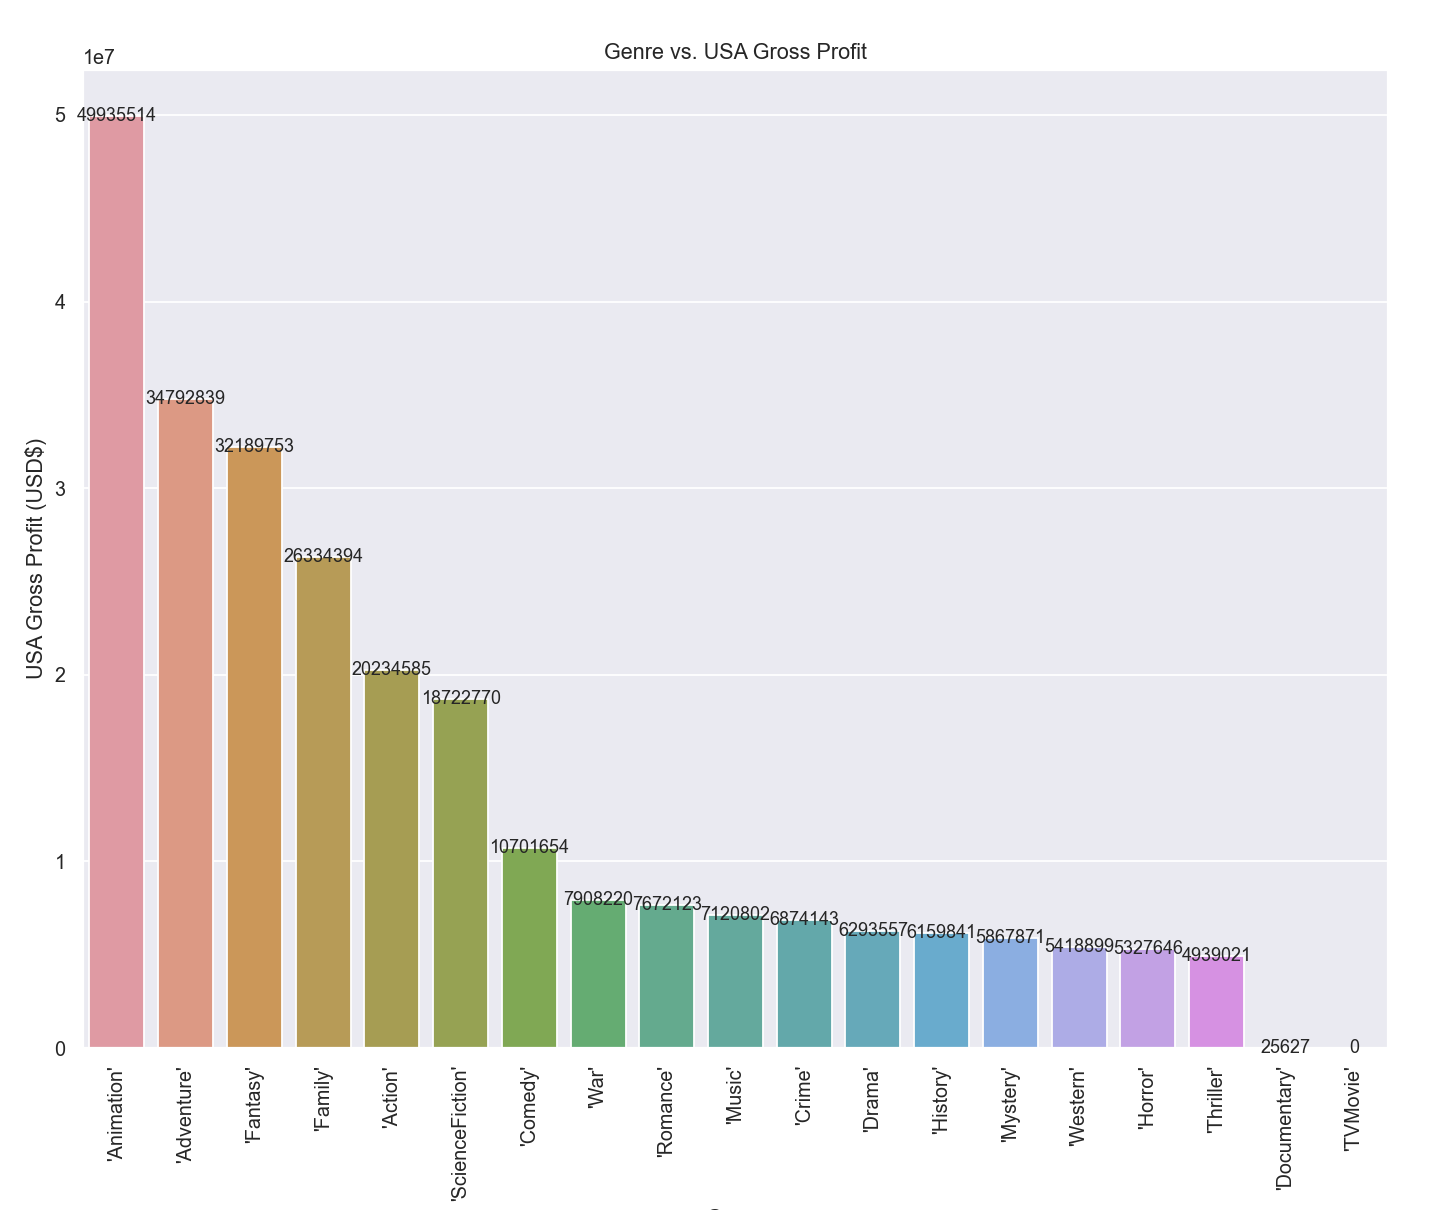 Genre vs. USA Gross Profit
1e7
5
4
3
2
1
0
USA Gross Profit (USD$)
49935514
34792839
32189753
26334394
20234585
18722770
10701654
7908220
7672123
7120802
6874143
6293557
6159841
5867871
5418899
5327646
4939021
25627
0
'Animation'
'Adventure'
'Fantasy'
'Family'
'Action'
'ScienceFiction'
'Comedy'
'War'
'Romance'
'Music'
'Crime'
'Drama'
'History'
'Mystery'
'Western'
'Horror'
'Thriller'
'Documentary'
'TVMovie'